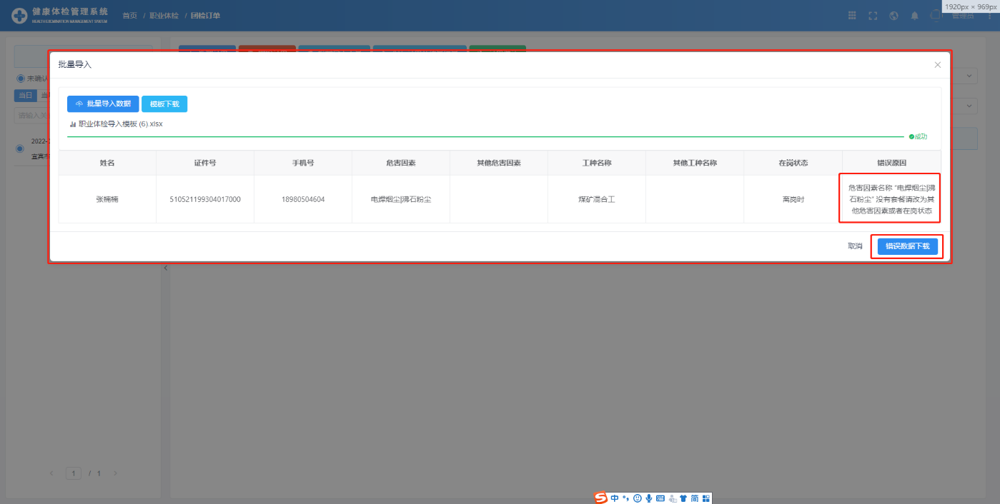 健康体检管理系统
HEALTH EXAMINATION MANAGEMENT SYSTEM
首页 / 职业体检 / 团检订单
管理员
1920px × 969px
未确认
当日
请输入关
2022-
宜宾市
批量导入
批量导入数据 模板下载
职业体检导入模板 (6).xlsx
成功
姓名 证件号 手机号 危害因素 其他危害因素 工种名称 其他工种名称 在岗状态 错误原因
张楠楠 510521199304017000 18980504604 电焊烟尘|沸石粉尘 煤矿混合工 离岗时
危害因素名称 "电焊烟尘|沸
石粉尘" 没有套餐请改为其
他危害因素或者在岗状态
取消 错误数据下载
1 / 1
中 简